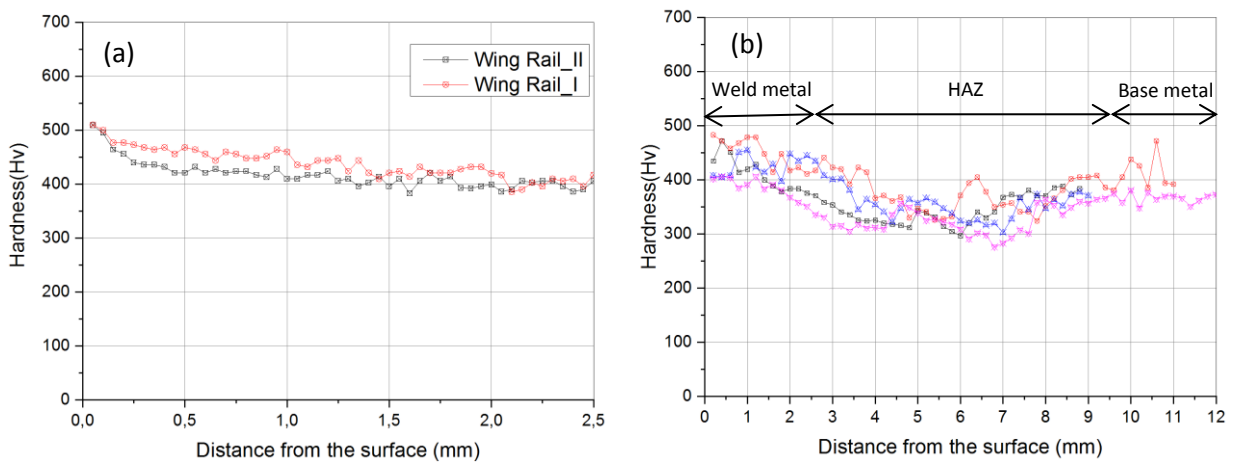 (a)
Wing Rail_II
Wing Rail_I
700
600
500
400
300
200
100
0
0,0 0,5 1,0 1,5 2,0 2,5
Hardness(Hv)
Distance from the surface (mm)
(b)
Weld metal HAZ Base metal
700
600
500
400
300
200
100
0
0 1 2 3 4 5 6 7 8 9 10 11 12
Hardness(Hv)
Distance from the surface (mm)